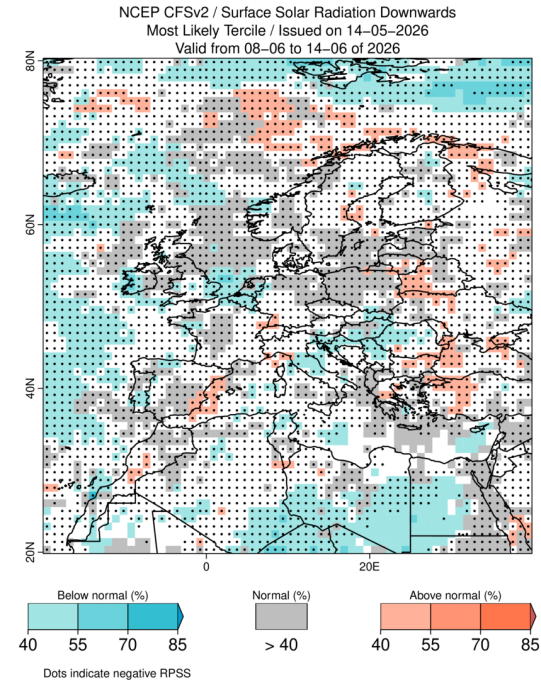 NCEP CFSv2 / Surface Solar Radiation Downwards
Most Likely Tercile / Issued on 14−05−2026
Valid from 08−06 to 14−06 of 2026
80N
60N
40N
20N
0 20E
Below normal (%) Normal (%) Above normal (%)
40 55 70 85 > 40 40 55 70 85
Dots indicate negative RPSS